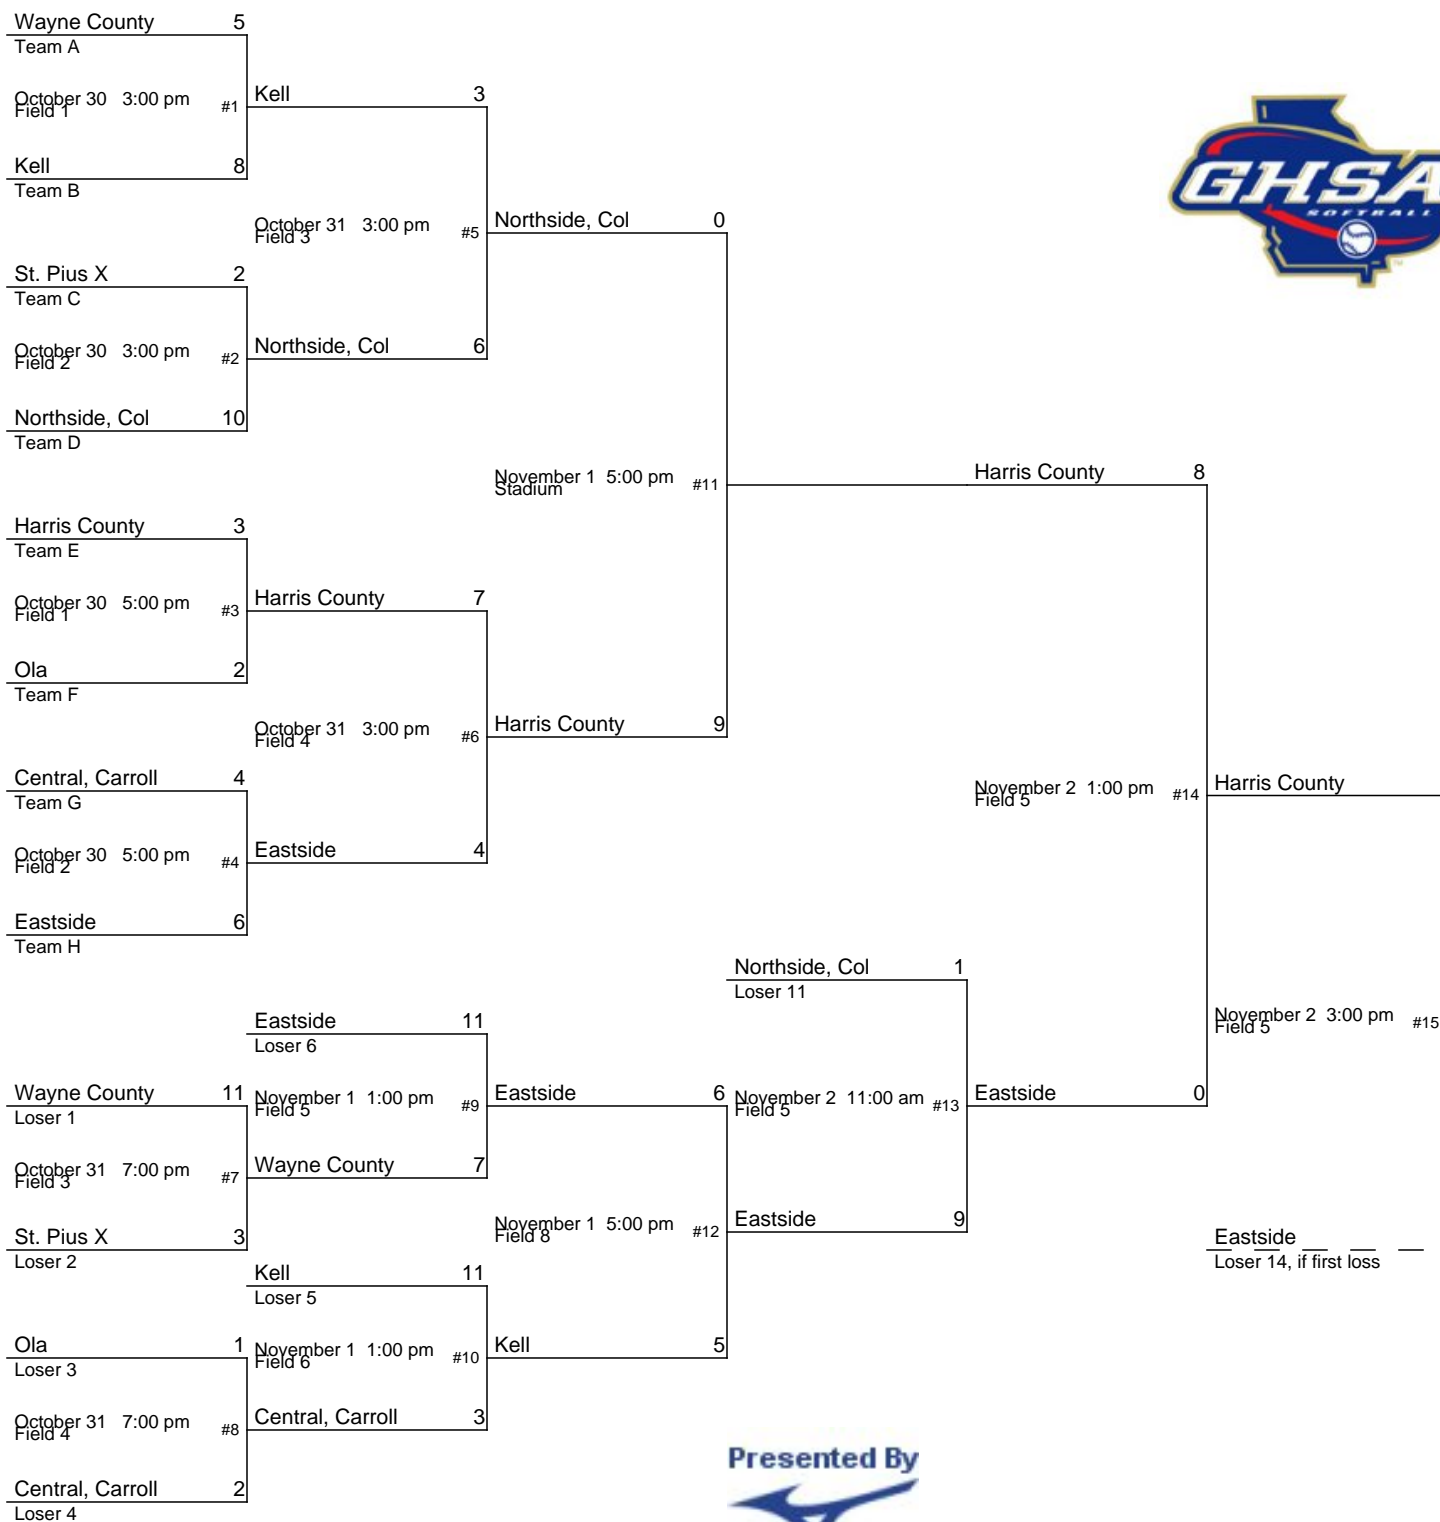 Wayne County 5
Team A
October 30 3:00 pm
Field 1
#1
Kell 8
Team B
Kell 3
St. Pius X 2
Team C
October 30 3:00 pm
Field 2
#2
Northside, Col 10
Team D
Northside, Col 6
October 31 3:00 pm
Field 3
#5
Northside, Col 0
GHSA
SOFTBALL
TM
Harris County 3
Team E
October 30 5:00 pm
Field 1
#3
Ola 2
Team F
Harris County 7
Central, Carroll 4
Team G
October 30 5:00 pm
Field 2
#4
Eastside 6
Team H
Eastside 4
October 31 3:00 pm
Field 4
#6
Harris County 9
November 1 5:00 pm
Stadium
#11
Harris County 8
November 2 1:00 pm
Field 5
#14
Harris County
Northside, Col 1
Loser 11
November 2 11:00 am
Field 5
#13
Eastside 0
November 2 3:00 pm
Field 5
#15
Eastside 11
Loser 6
November 1 1:00 pm
Field 5
#9
Wayne County 7
Eastside 6
Wayne County 11
Loser 1
October 31 7:00 pm
Field 3
#7
St. Pius X 3
Loser 2
November 1 5:00 pm
Field 8
#12
Eastside 9
Eastside
Loser 14, if first loss
Kell 11
Loser 5
November 1 1:00 pm
Field 6
#10
Kell 5
Central, Carroll 3
Ola 1
Loser 3
October 31 7:00 pm
Field 4
#8
Central, Carroll 2
Loser 4
Presented By